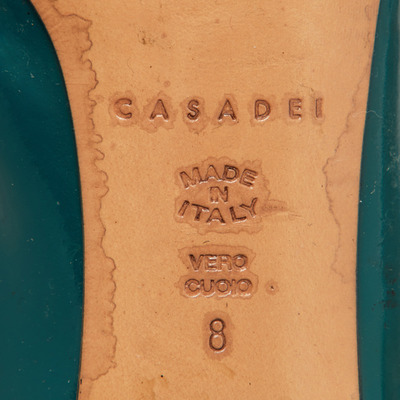 CASADEI
MADE
IN
ITALY
VERO
CUOIO
8